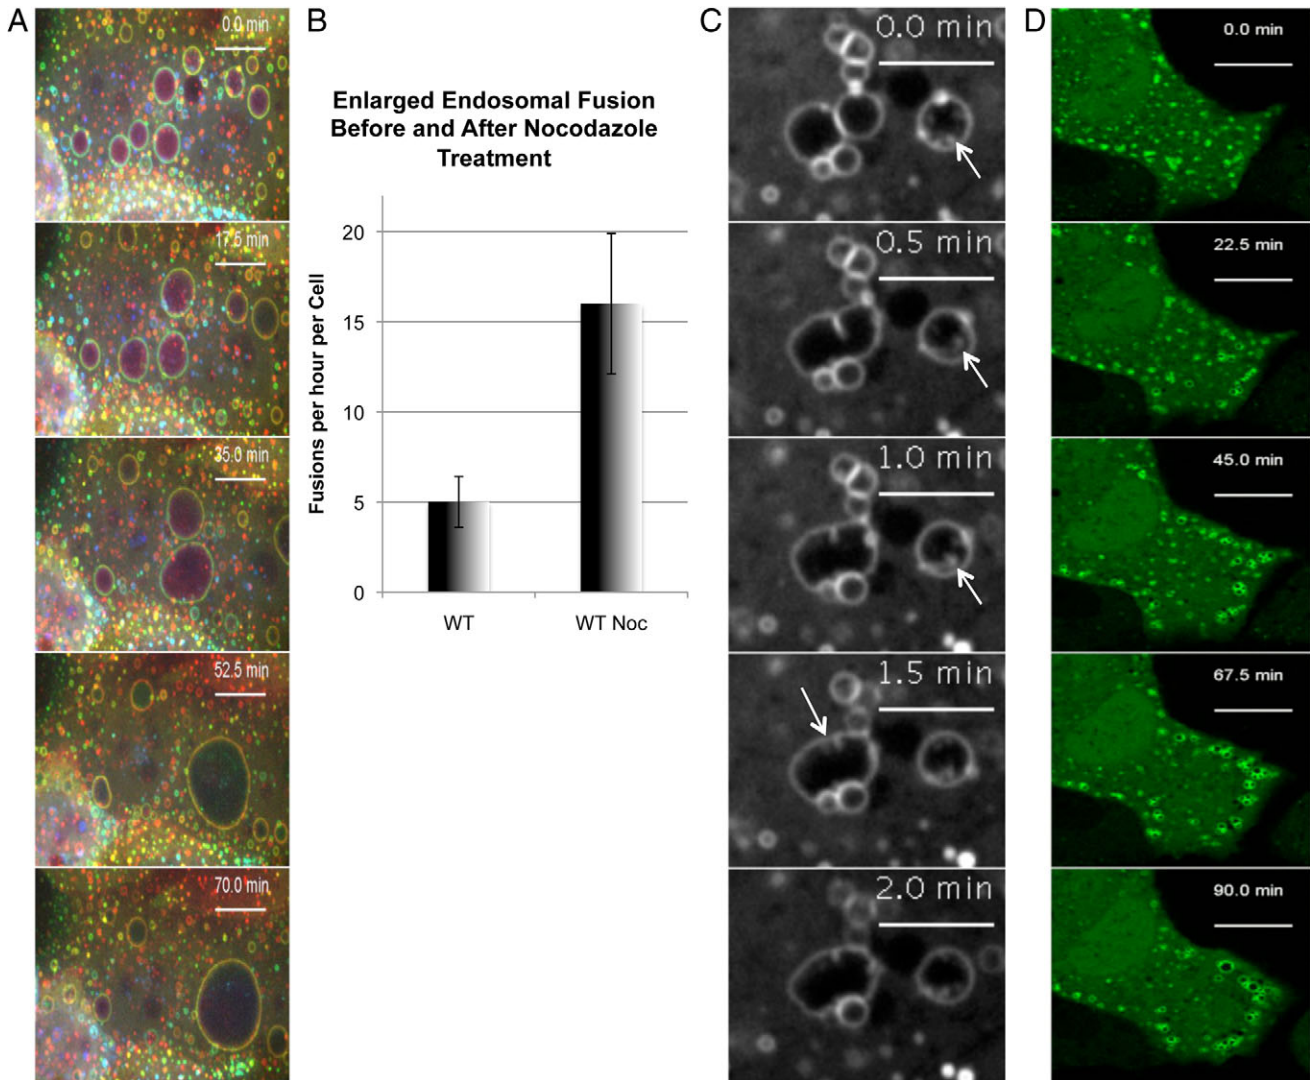 A
0.0 min
17.5 min
35.0 min
52.5 min
70.0 min
B
Enlarged Endosomal Fusion
Before and After Nocodazole
Treatment
Fusions per hour per Cell
20
15
10
5
0
WT
WT Noc
C
0.0 min
0.5 min
1.0 min
1.5 min
2.0 min
D
0.0 min
22.5 min
45.0 min
67.5 min
90.0 min